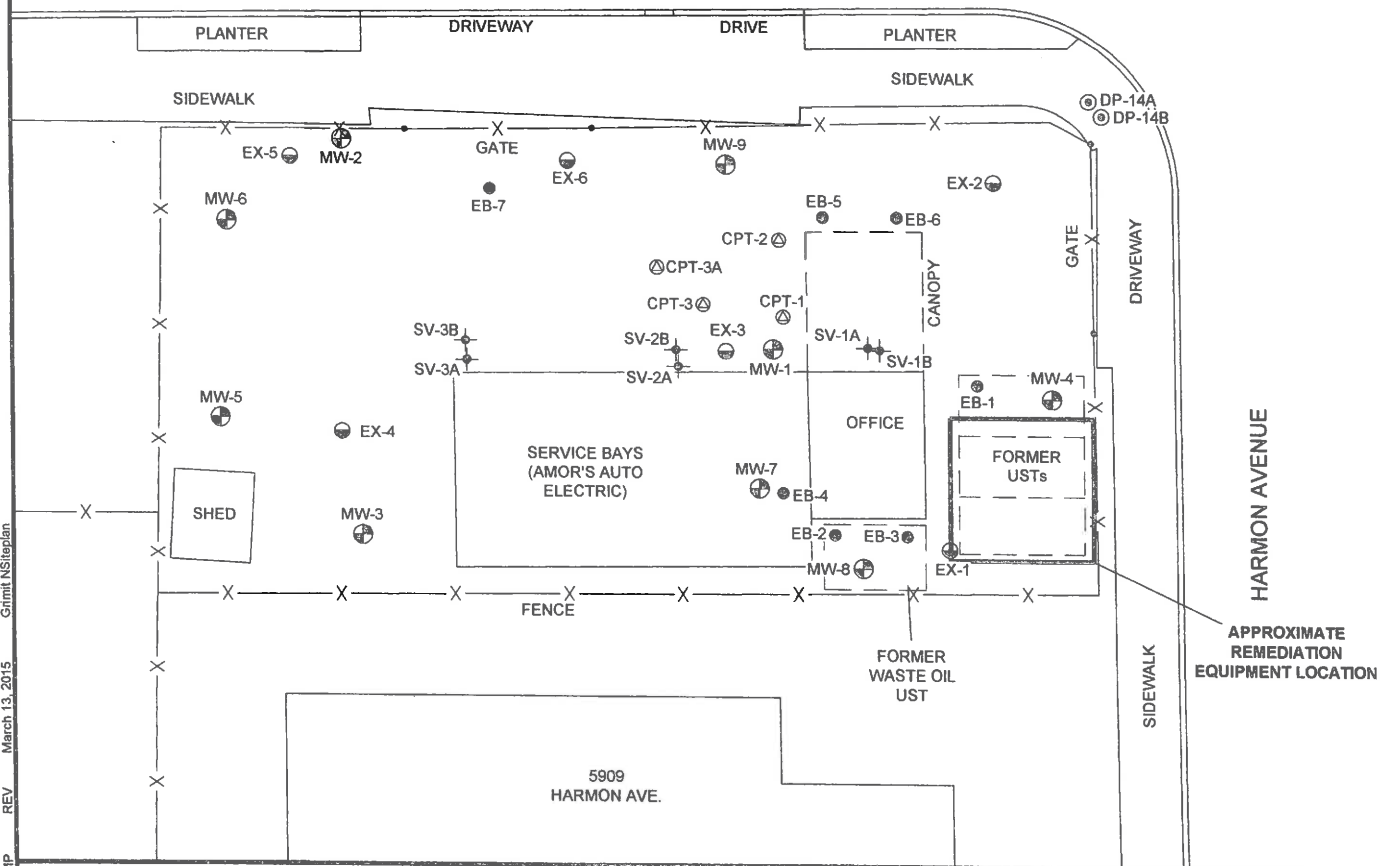 PLANTER
DRIVEWAY
DRIVE
PLANTER
SIDEWALK
SIDEWALK
DP-14A
DP-14B
EX-5
MW-2
GATE
EX-6
MW-9
EX-2
MW-6
EB-7
EB-5
EB-6
CPT-2
GATE
DRIVEWAY
CPT-3A
CANOPY
CPT-3
CPT-1
SV-3B
SV-2B
EX-3
SV-1A
SV-3A
SV-2A
MW-1
SV-1B
MW-5
EX-4
EB-1
MW-4
OFFICE
SERVICE BAYS
(AMOR'S AUTO
ELECTRIC)
FORMER
USTs
HARMON AVENUE
MW-7
EB-4
SHED
MW-3
EB-2
EB-3
MW-8
EX-1
FENCE
APPROXIMATE
REMEDIATION
EQUIPMENT LOCATION
FORMER
WASTE OIL
UST
SIDEWALK
5909
HARMON AVE.
REV March 13, 2015 Grimit NSiteplan